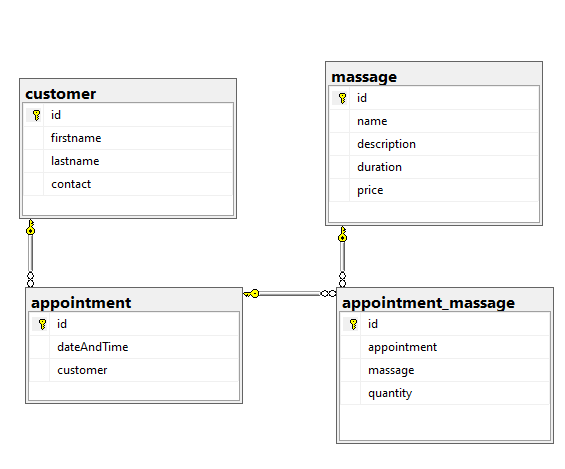 customer
id
firstname
lastname
contact
massage
id
name
description
duration
price
appointment
id
dateAndTime
customer
appointment_massage
id
appointment
massage
quantity